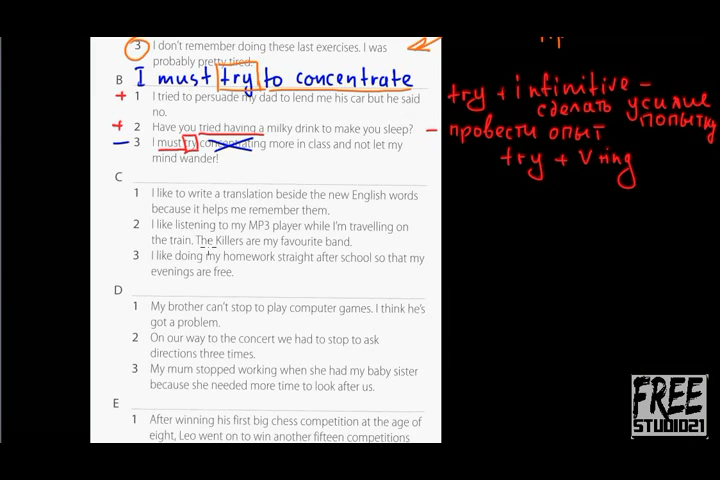 3 I don't remember doing these last exercises. I was
probably pretty tired.
B I must try to concentrate
+ 1 I tried to persuade my dad to lend me his car but he said
no.
+ 2 Have you tried having a milky drink to make you sleep?
– 3 I must try concentrating more in class and not let my
mind wander!
C
1 I like to write a translation beside the new English words
because it helps me remember them.
2 I like listening to my MP3 player while I'm travelling on
the train. The Killers are my favourite band.
3 I like doing my homework straight after school so that my
evenings are free.
D
1 My brother can't stop to play computer games. I think he's
got a problem.
2 On our way to the concert we had to stop to ask
directions three times.
3 My mum stopped working when she had my baby sister
because she needed more time to look after us.
E
1 After winning his first big chess competition at the age of
eight, Leo went on to win another fifteen competitions
try + infinitive –
сделать усилие
попытку
– провести опыт
try + Ving
FREE
STUDIO21